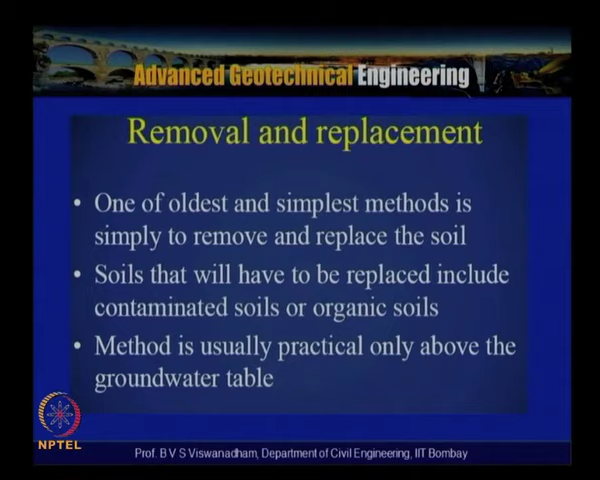 Advanced Geotechnical Engineering
Removal and replacement
• One of oldest and simplest methods is
simply to remove and replace the soil
• Soils that will have to be replaced include
contaminated soils or organic soils
• Method is usually practical only above the
groundwater table
NPTEL
Prof. B V S Viswanadham, Department of Civil Engineering, IIT Bombay